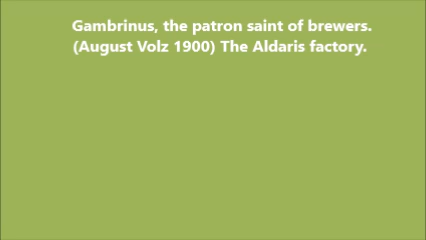 Gambrinus, the patron saint of brewers.
(August Volz 1900) The Aldaris factory.